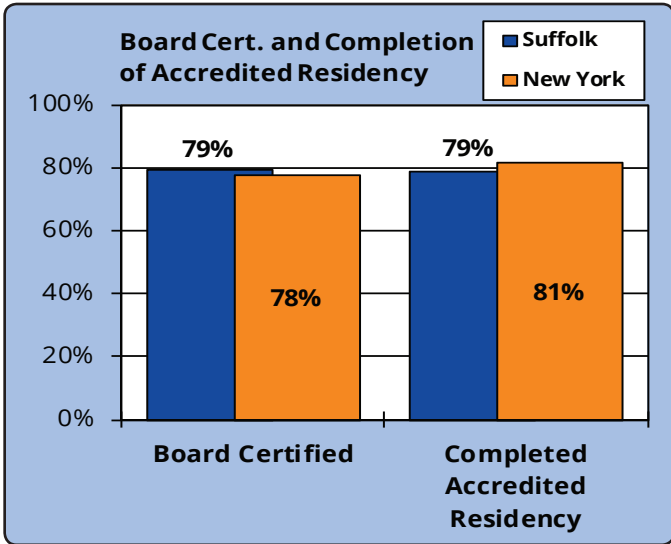 Board Cert. and Completion
of Accredited Residency
Suffolk
New York
100%
80%
60%
40%
20%
0%
79%
78%
79%
81%
Board Certified
Completed
Accredited
Residency